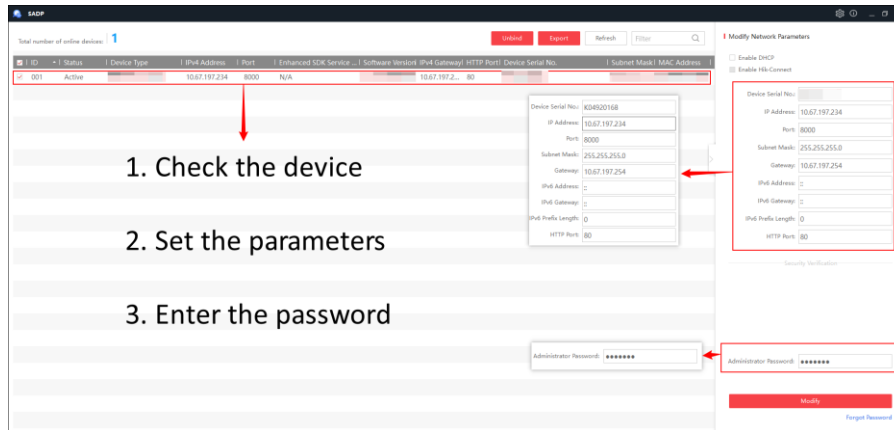 SADP
Total number of online devices: 1
Unbind
Export
Refresh
Filter
ID Status Device Type IPv4 Address Port Enhanced SDK Service ... Software Version IPv4 Gateway HTTP Port Device Serial No. Subnet Mask MAC Address
001 Active 10.67.197.234 8000 N/A 10.67.197.2... 80
1. Check the device
2. Set the parameters
3. Enter the password
Device Serial No.: K04920168
IP Address: 10.67.197.234
Port: 8000
Subnet Mask: 255.255.255.0
Gateway: 10.67.197.254
IPv6 Address: ::
IPv6 Gateway: ::
IPv6 Prefix Length: 0
HTTP Port: 80
Administrator Password: ●●●●●●●
Modify Network Parameters
Enable DHCP
Enable Hik-Connect
Device Serial No.:
IP Address: 10.67.197.234
Port: 8000
Subnet Mask: 255.255.255.0
Gateway: 10.67.197.254
IPv6 Address: ::
IPv6 Gateway: ::
IPv6 Prefix Length: 0
HTTP Port: 80
Security Verification
Administrator Password: ●●●●●●●
Modify
Forgot Password